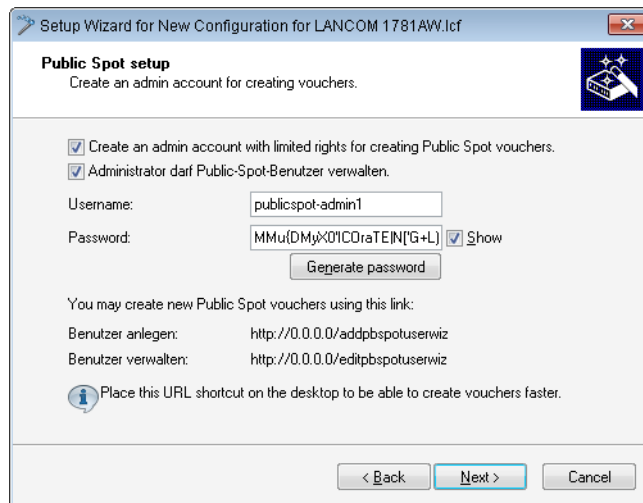 Setup Wizard for New Configuration for LANCOM 1781AW.lcf
Public Spot setup
Create an admin account for creating vouchers.
Create an admin account with limited rights for creating Public Spot vouchers.
Administrator darf Public-Spot-Benutzer verwalten.
Username: publicspot-admin1
Password: Show
Generate password
You may create new Public Spot vouchers using this link:
Benutzer anlegen: http://0.0.0.0/addpbspotuserwiz
Benutzer verwalten: http://0.0.0.0/editpbspotuserwiz
Place this URL shortcut on the desktop to be able to create vouchers faster.
< Back Next > Cancel